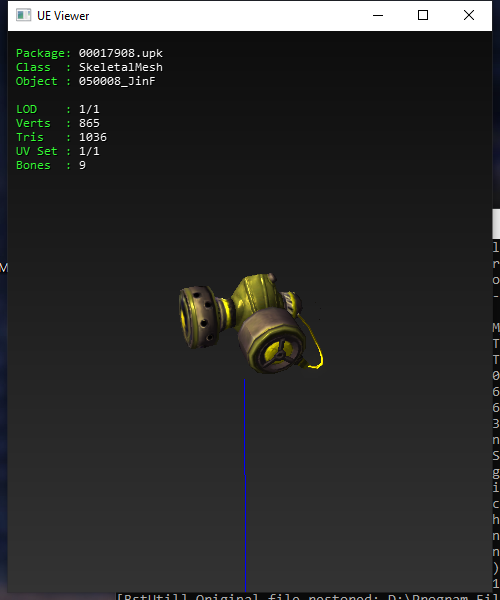 UE Viewer
Package: 00017908.upk
Class : SkeletalMesh
Object : 050008_JinF
LOD : 1/1
Verts : 865
Tris : 1036
UV Set : 1/1
Bones : 9
M
l
r
o
-
M
T
T
0
6
6
3
n
S
g
i
c
h
n
n
)
1
[BstUtil] Original file restored: D:\Program Fil